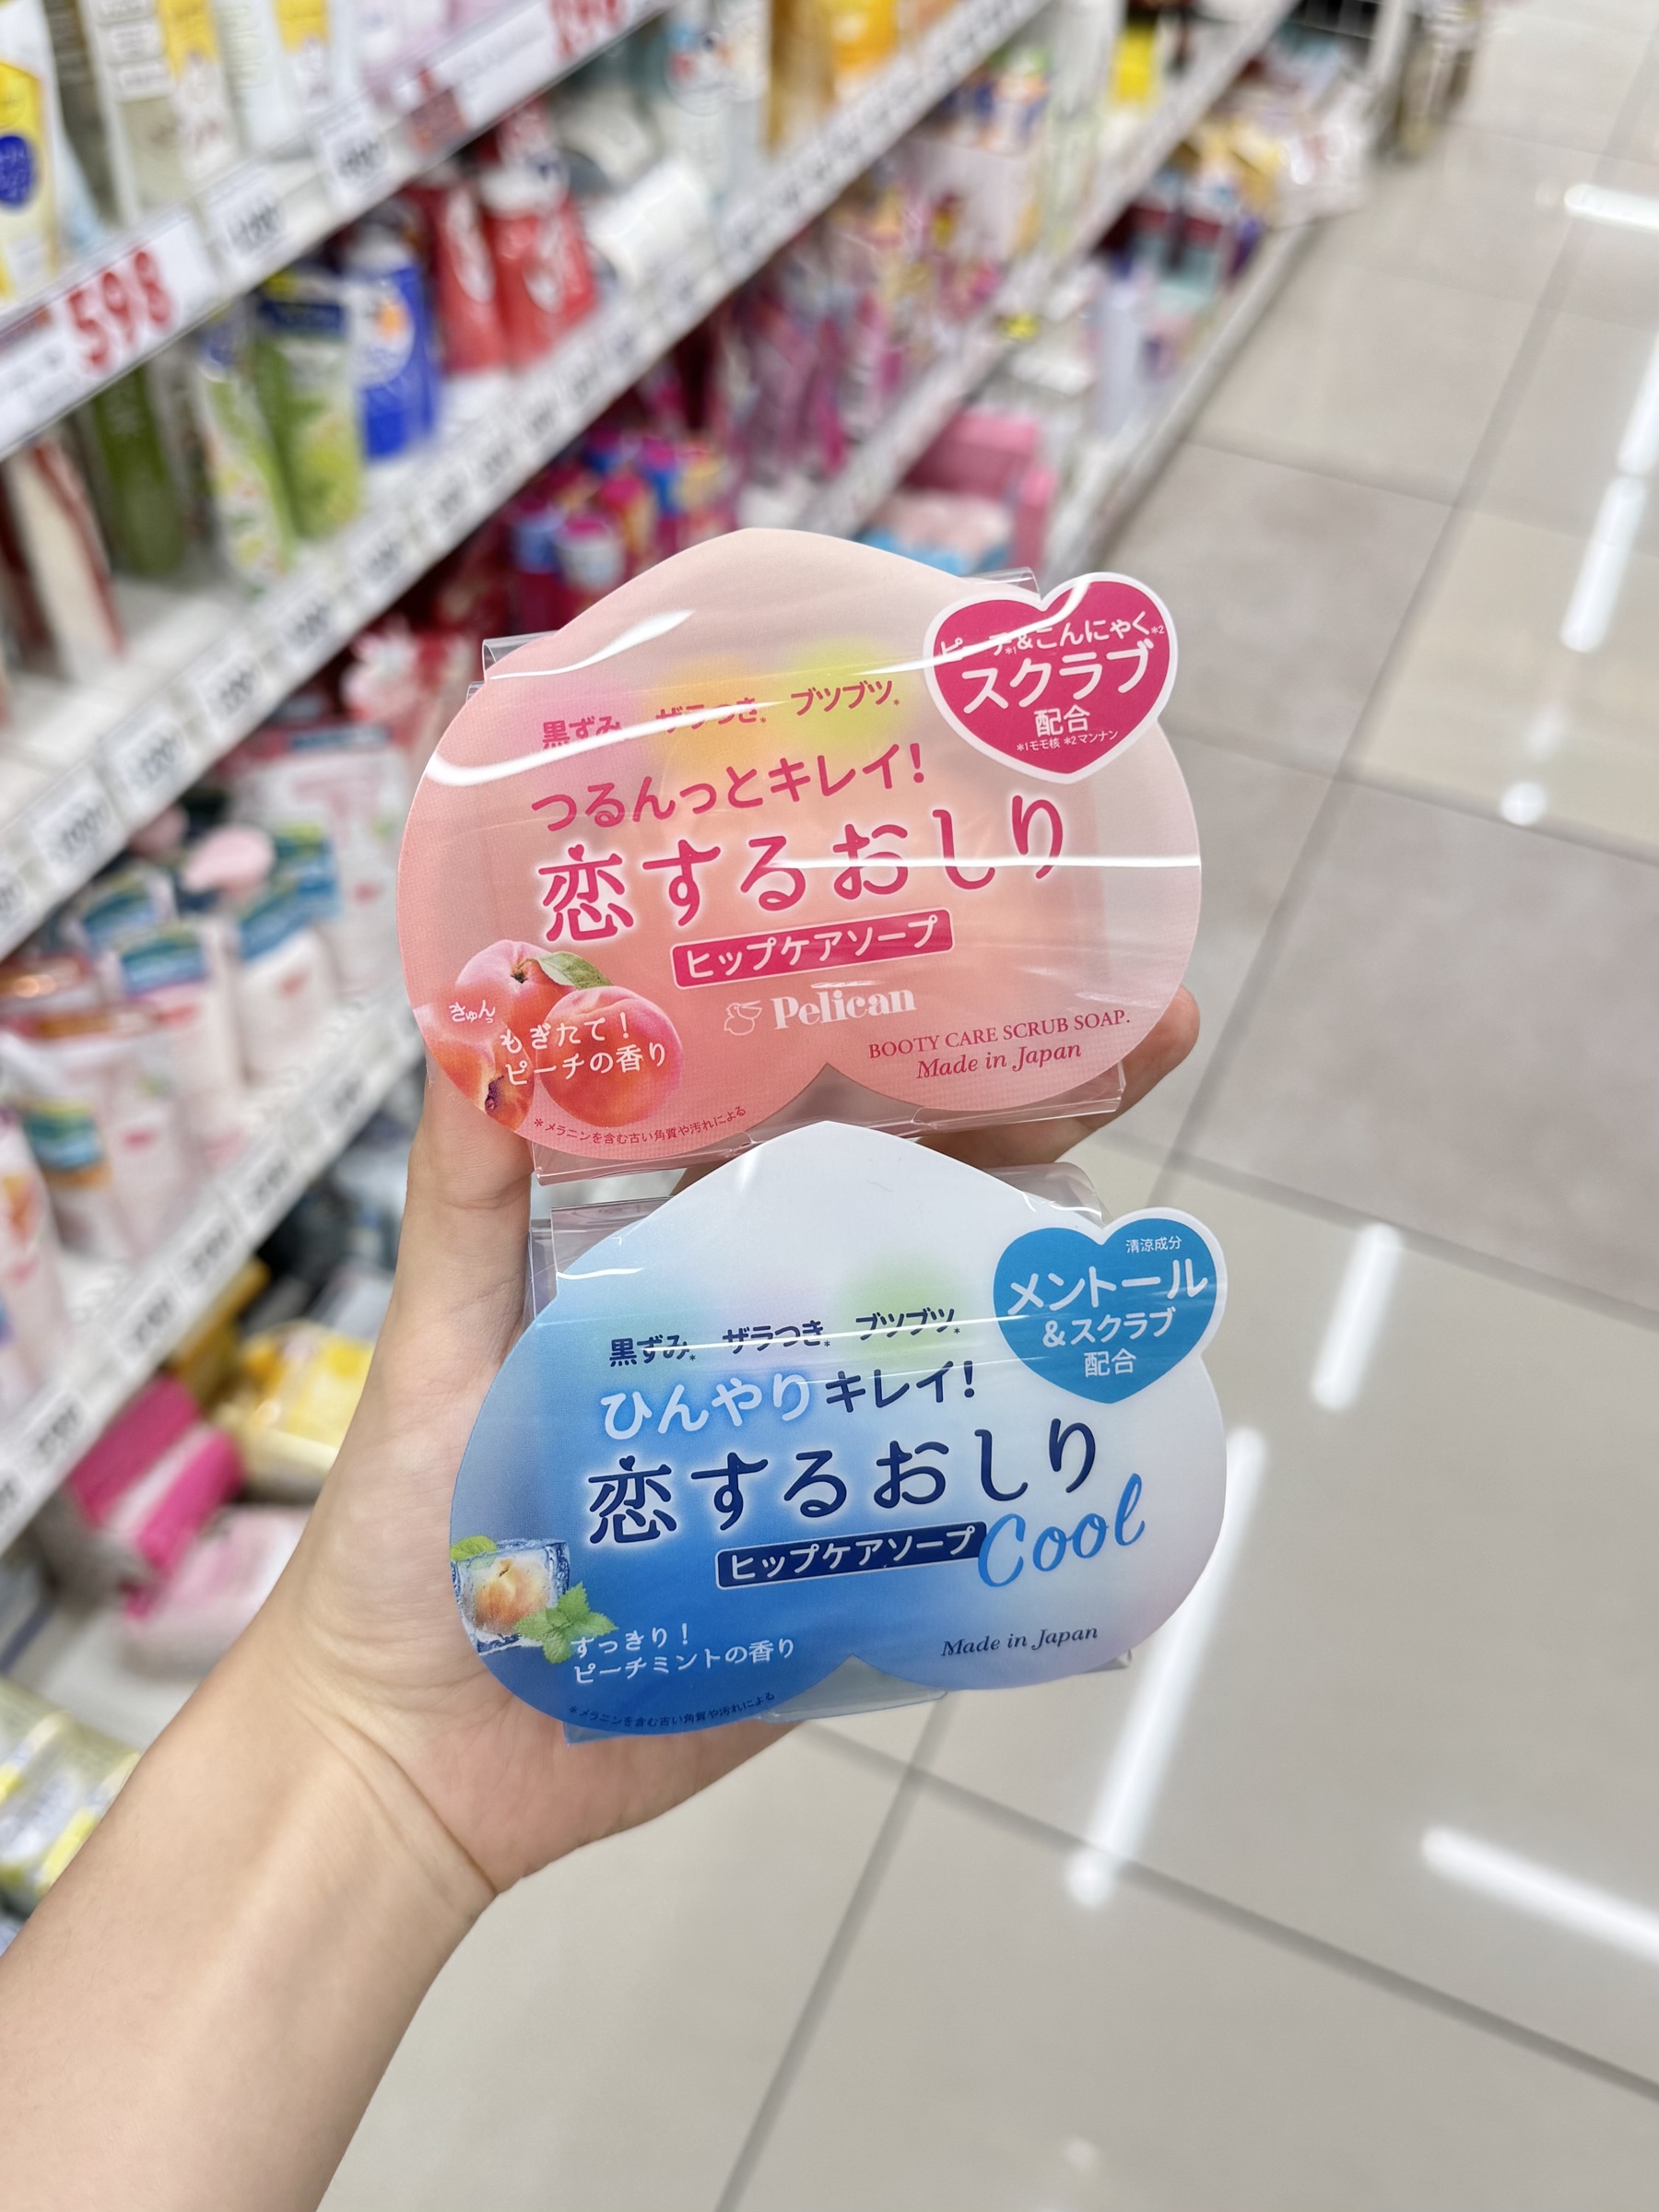 598
ピーチ*1&こんにゃく*2
スクラブ
配合
*1モモ核 *2マンナン
黒ずみ ザラつき* ブツブツ*
つるんっとキレイ!
恋するおしり
ヒップケアソープ
Pelican
きゅんっ
もぎたて!
ピーチの香り
BOOTY CARE SCRUB SOAP.
Made in Japan
*メラニンを含む古い角質や汚れによる
清涼成分
メントール
&スクラブ
配合
黒ずみ* ザラつき* ブツブツ*
ひんやりキレイ!
恋するおしり
ヒップケアソープ Cool
すっきり!
ピーチミントの香り
Made in Japan
*メラニンを含む古い角質や汚れによる